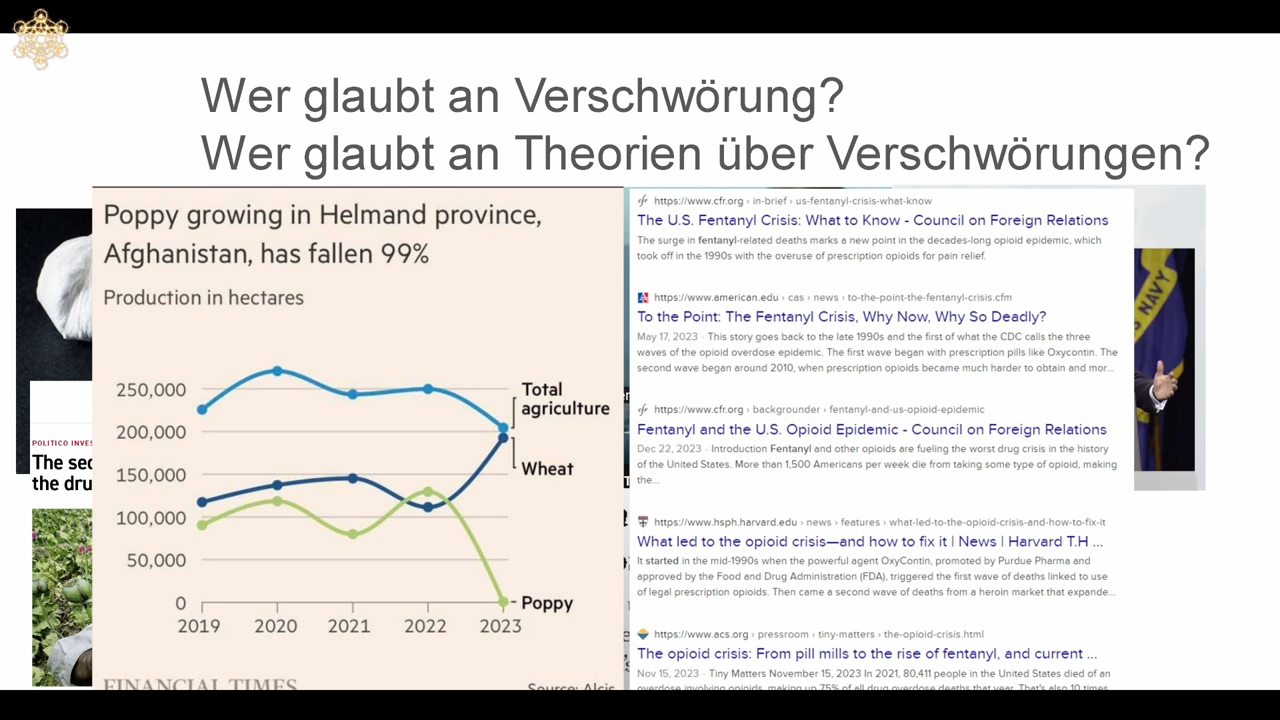 Wer glaubt an Verschwörung?
Wer glaubt an Theorien über Verschwörungen?
POLITICO INVES
The sec
the dru
Poppy growing in Helmand province,
Afghanistan, has fallen 99%
Production in hectares
250,000
200,000
150,000
100,000
50,000
0
2019 2020 2021 2022 2023
Total
agriculture
Wheat
Poppy
FINANCIAL TIMES
Source: Alcis
https://www.cfr.org › in-brief › us-fentanyl-crisis-what-know
The U.S. Fentanyl Crisis: What to Know - Council on Foreign Relations
The surge in fentanyl-related deaths marks a new point in the decades-long opioid epidemic, which
took off in the 1990s with the overuse of prescription opioids for pain relief.
https://www.american.edu › cas › news › to-the-point-the-fentanyl-crisis.cfm
To the Point: The Fentanyl Crisis, Why Now, Why So Deadly?
May 17, 2023 · This story goes back to the late 1990s and the first of what the CDC calls the three
waves of the opioid overdose epidemic. The first wave began with prescription pills like Oxycontin. The
second wave began around 2010, when prescription opioids became much harder to obtain and mor...
https://www.cfr.org › backgrounder › fentanyl-and-us-opioid-epidemic
Fentanyl and the U.S. Opioid Epidemic - Council on Foreign Relations
Dec 22, 2023 · Introduction Fentanyl and other opioids are fueling the worst drug crisis in the history
of the United States. More than 1,500 Americans per week die from taking some type of opioid, making
the...
https://www.hsph.harvard.edu › news › features › what-led-to-the-opioid-crisis-and-how-to-fix-it
What led to the opioid crisis—and how to fix it | News | Harvard T.H ...
It started in the mid-1990s when the powerful agent OxyContin, promoted by Purdue Pharma and
approved by the Food and Drug Administration (FDA), triggered the first wave of deaths linked to use
of legal prescription opioids. Then came a second wave of deaths from a heroin market that expande...
https://www.acs.org › pressroom › tiny-matters › the-opioid-crisis.html
The opioid crisis: From pill mills to the rise of fentanyl, and current ...
Nov 15, 2023 · Tiny Matters November 15, 2023 In 2021, 80,411 people in the United States died of an
overdose involving opioids, making up 75% of all drug overdose deaths that year. That's also 10 times
S NAVY